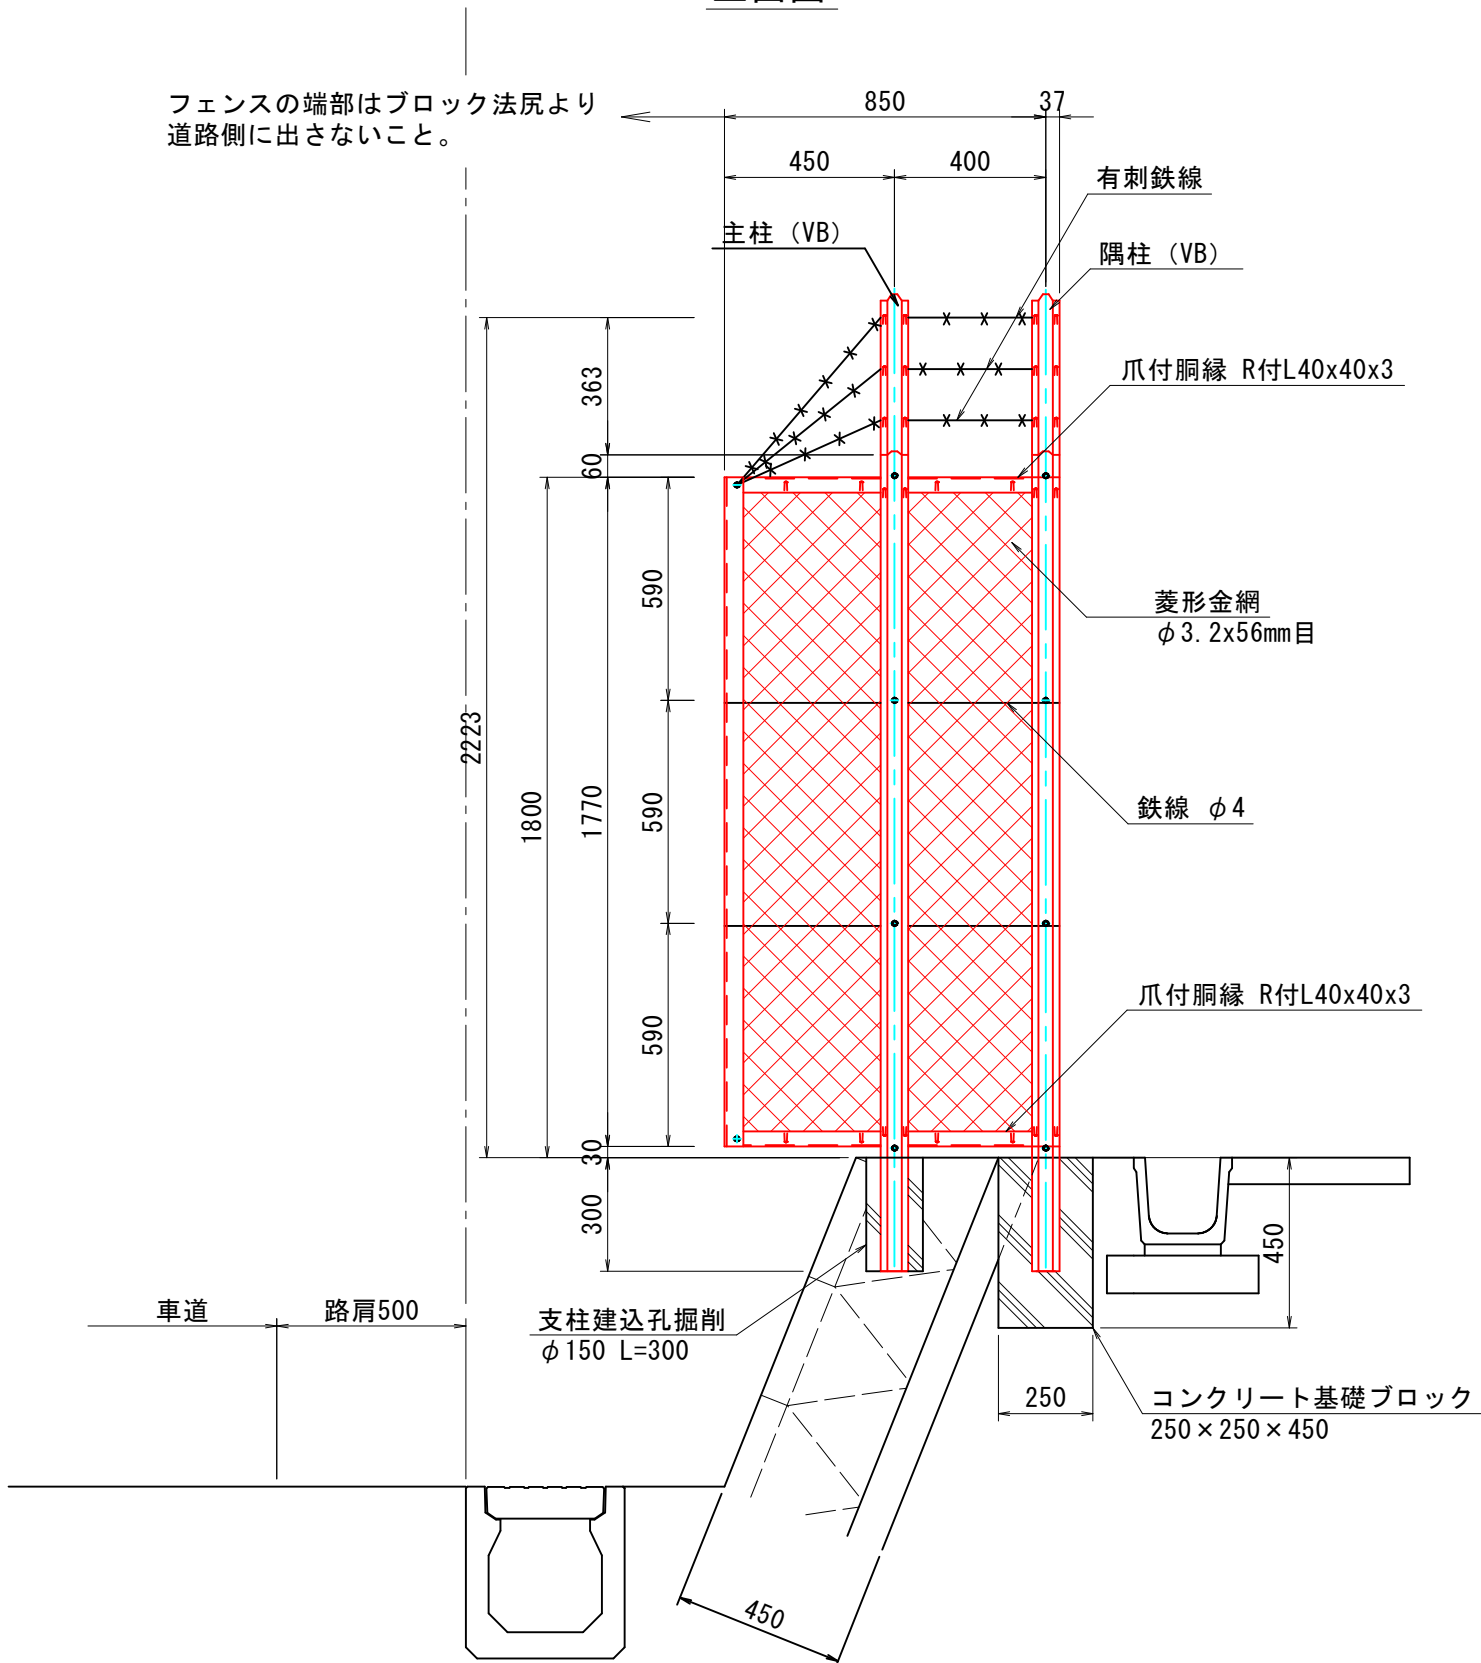 フェンスの端部はブロック法尻より
道路側に出さないこと。
850
37
450
400
有刺鉄線
主柱（VB）
隅柱（VB）
363
爪付胴縁 R付L40x40x3
60
590
菱形金網
φ3.2x56mm目
2223
1800
1770
590
鉄線 φ4
590
爪付胴縁 R付L40x40x3
30
300
450
車道
路肩500
支柱建込孔掘削
φ150 L=300
250
コンクリート基礎ブロック
250×250×450
450